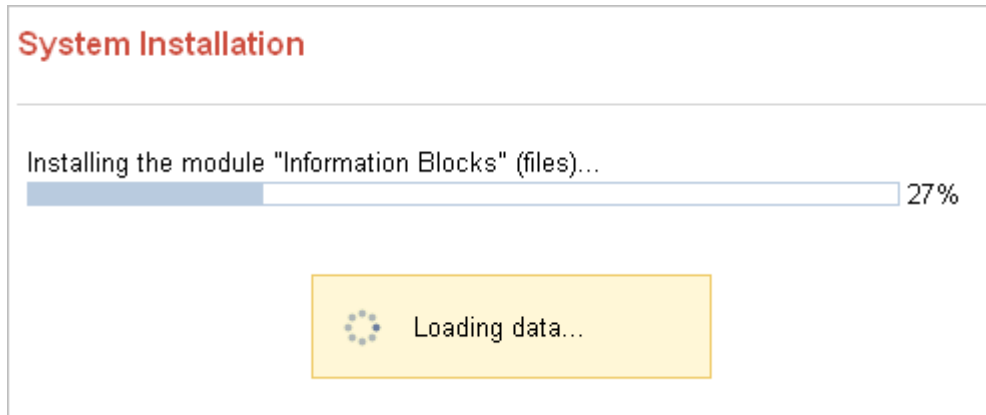 System Installation
Installing the module "Information Blocks" (files)...
27%
Loading data...